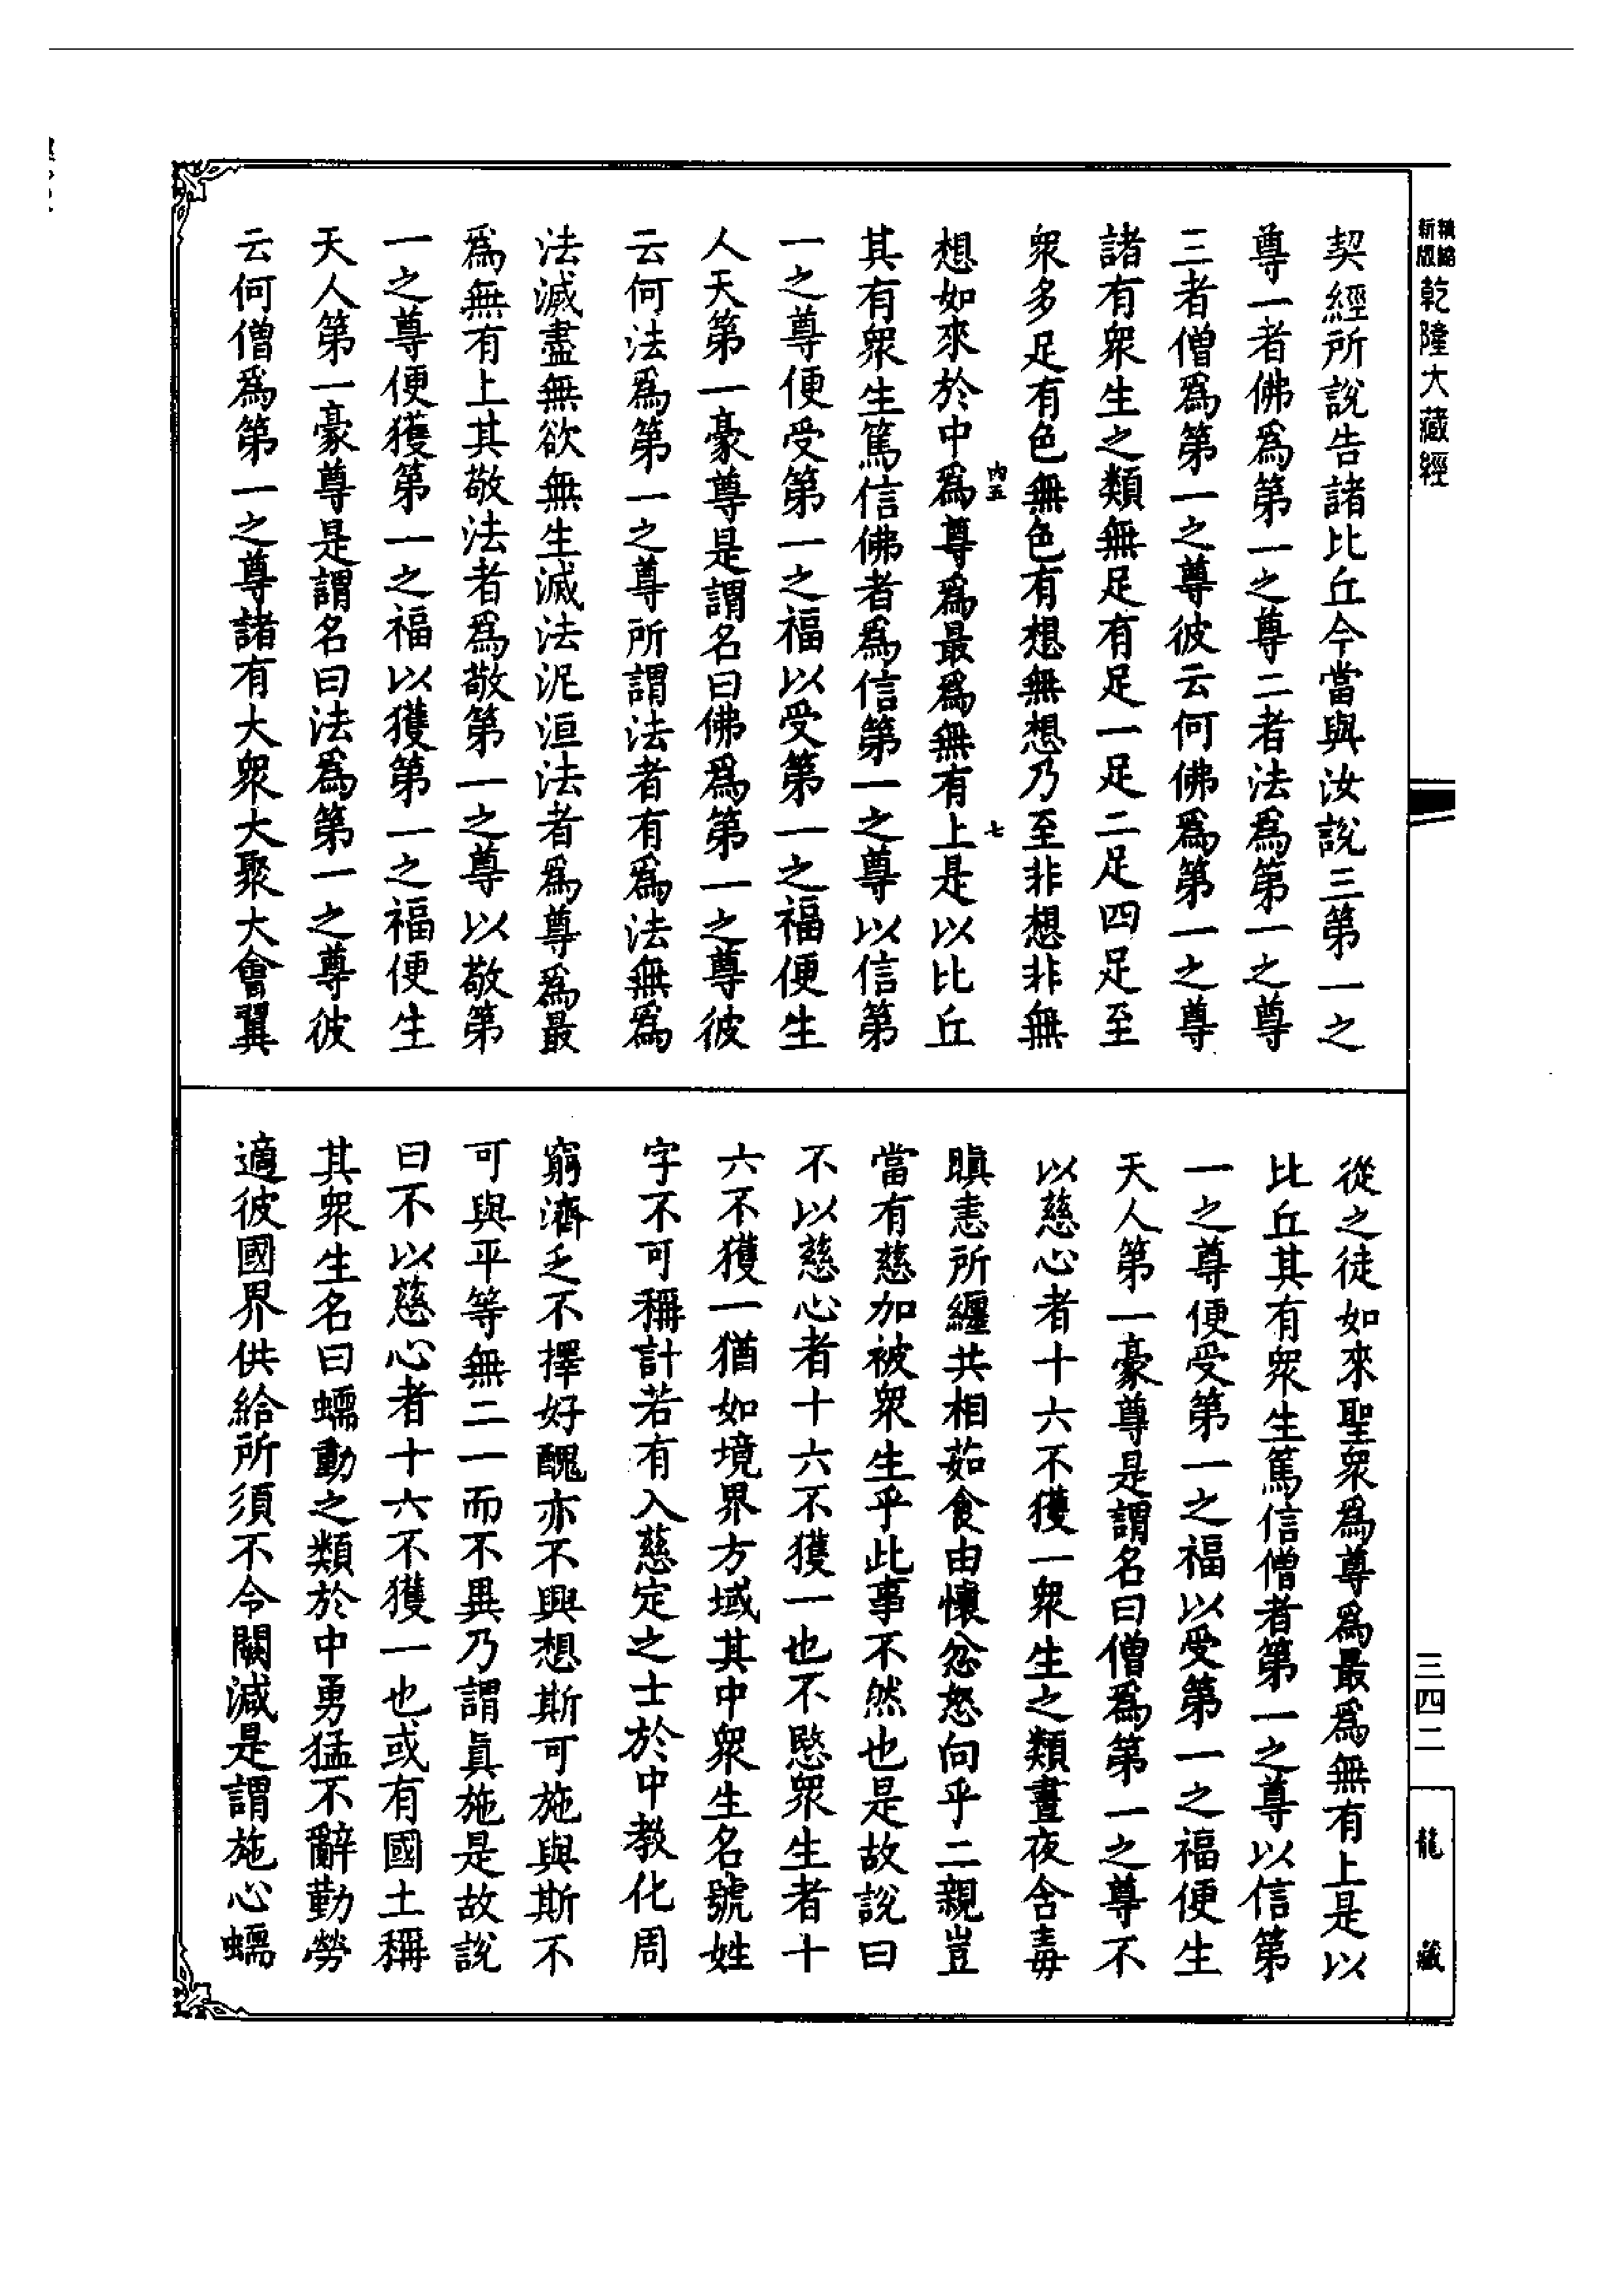 新版
乾隆大藏經
契經所說告諸比丘今當與汝說三第一之
尊一者佛爲第一之尊二者法爲第一之尊
三者僧爲第一之尊彼云何佛爲第一之尊
諸有衆生之類無足有足一足二足四足至
衆多足有色無色有想無想乃至非想非無
內五
七
想如來於中爲尊爲最爲無有上是以比丘
其有衆生篤信佛者爲信第一之尊以信第
一之尊便受第一之福以受第一之福便生
人天第一豪尊是謂名曰佛爲第一之尊彼
云何法爲第一之尊所謂法者有爲法無爲
法滅盡無欲無生滅法泥洹法者爲尊爲最
爲無有上其敬法者爲敬第一之尊以敬第
一之尊便獲第一之福以獲第一之福便生
天人第一豪尊是謂名曰法爲第一之尊彼
云何僧爲第一之尊諸有大衆大聚大會翼
從之徒如來聖衆爲尊爲最爲無有上是以
比丘其有衆生篤信僧者第一之尊以信第
一之尊便受第一之福以受第一之福便生
天人第一豪尊是謂名曰僧爲第一之尊不
以慈心者十六不獲一衆生之類晝夜含毒
瞋恚所纏共相茹食由懷忿怒向乎二親豈
當有慈加被衆生乎此事不然也是故說曰
不以慈心者十六不獲一也不愍衆生者十
六不獲一猶如境界方域其中衆生名號姓
字不可稱計若有入慈定之士於中教化周
窮濟乏不擇好醜亦不興想斯可施與斯不
可與平等無二一而不異乃謂眞施是故說
曰不以慈心者十六不獲一也或有國土稱
其衆生名曰蠕動之類於中勇猛不辭勤勞
適彼國界供給所須不令闕減是謂施心蠕
三四二
龍藏